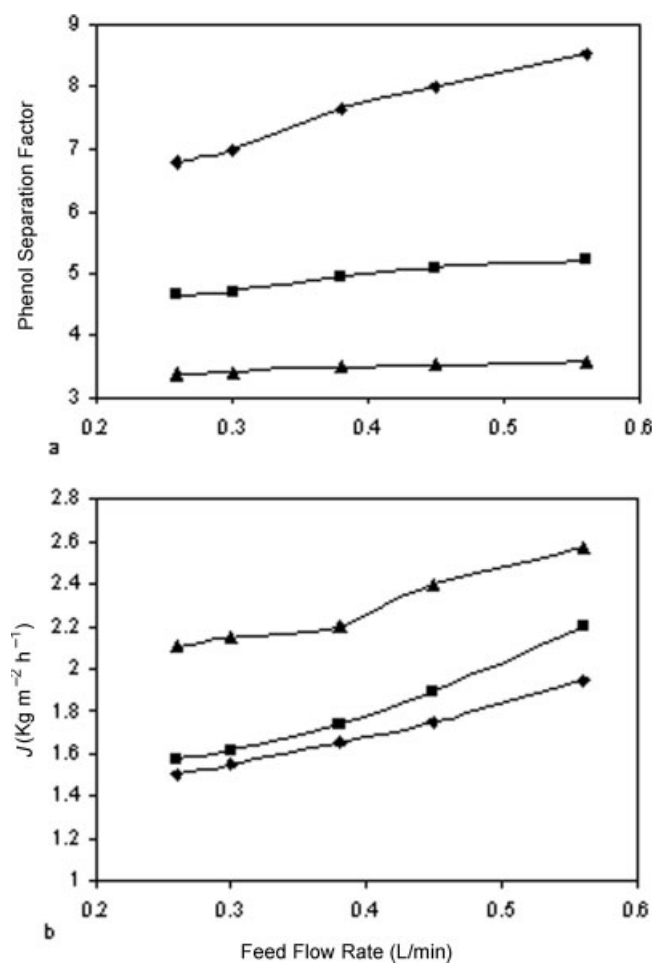 9
8
7
6
5
4
3
Phenol Separation Factor
0.2 0.3 0.4 0.5 0.6
a
2.8
2.6
2.4
2.2
2
1.8
1.6
1.4
1.2
1
J (Kg m⁻² h⁻¹)
0.2 0.3 0.4 0.5 0.6
b
Feed Flow Rate (L/min)